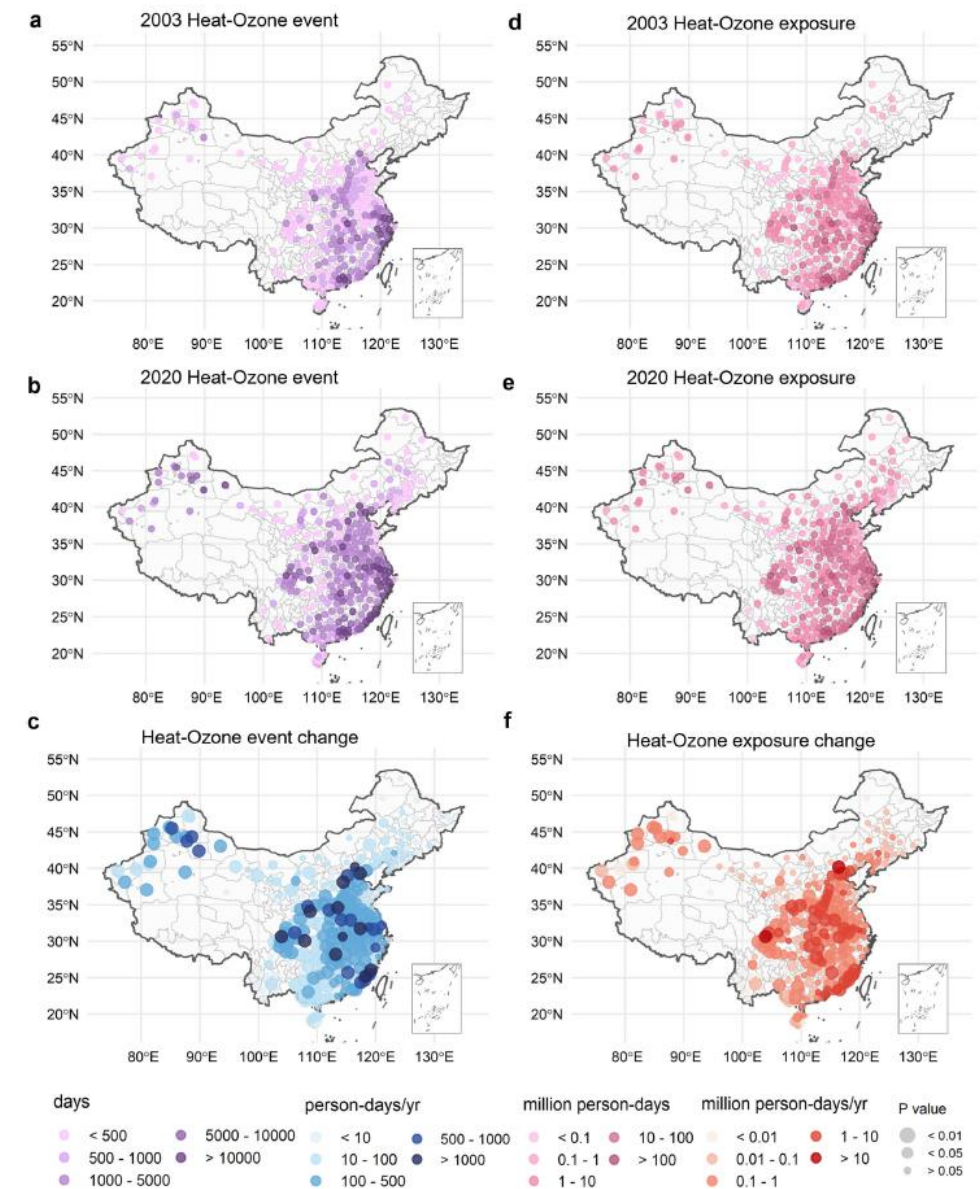 a 2003 Heat-Ozone event
55°N
50°N
45°N
40°N
35°N
30°N
25°N
20°N
80°E 90°E 100°E 110°E 120°E 130°E
d 2003 Heat-Ozone exposure
55°N
50°N
45°N
40°N
35°N
30°N
25°N
20°N
80°E 90°E 100°E 110°E 120°E 130°E
b 2020 Heat-Ozone event
55°N
50°N
45°N
40°N
35°N
30°N
25°N
20°N
80°E 90°E 100°E 110°E 120°E 130°E
e 2020 Heat-Ozone exposure
55°N
50°N
45°N
40°N
35°N
30°N
25°N
20°N
80°E 90°E 100°E 110°E 120°E 130°E
c Heat-Ozone event change
55°N
50°N
45°N
40°N
35°N
30°N
25°N
20°N
80°E 90°E 100°E 110°E 120°E 130°E
f Heat-Ozone exposure change
55°N
50°N
45°N
40°N
35°N
30°N
25°N
20°N
80°E 90°E 100°E 110°E 120°E 130°E
days
< 500
500 - 1000
1000 - 5000
5000 - 10000
> 10000
person-days/yr
< 10
10 - 100
100 - 500
500 - 1000
> 1000
million person-days
< 0.1
0.1 - 1
1 - 10
10 - 100
> 100
million person-days/yr
< 0.01
0.01 - 0.1
0.1 - 1
1 - 10
> 10
P value
< 0.01
< 0.05
> 0.05